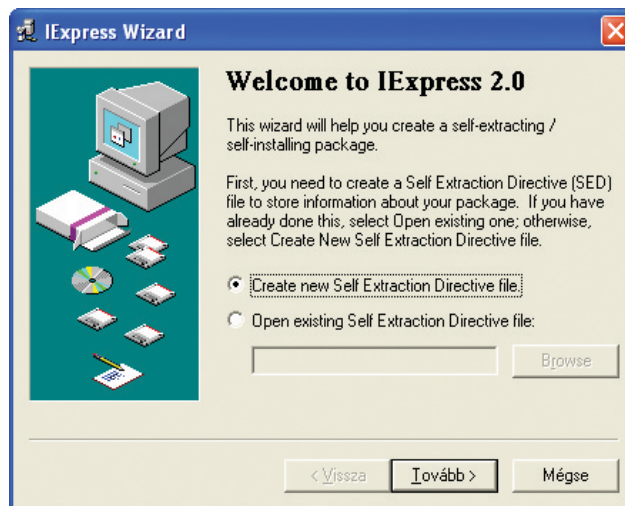 IExpress Wizard
Welcome to IExpress 2.0
This wizard will help you create a self-extracting /
self-installing package.
First, you need to create a Self Extraction Directive (SED)
file to store information about your package.  If you have
already done this, select Open existing one; otherwise,
select Create New Self Extraction Directive file.
Create new Self Extraction Directive file.
Open existing Self Extraction Directive file:
Browse
< Vissza
Tovább >
Mégse